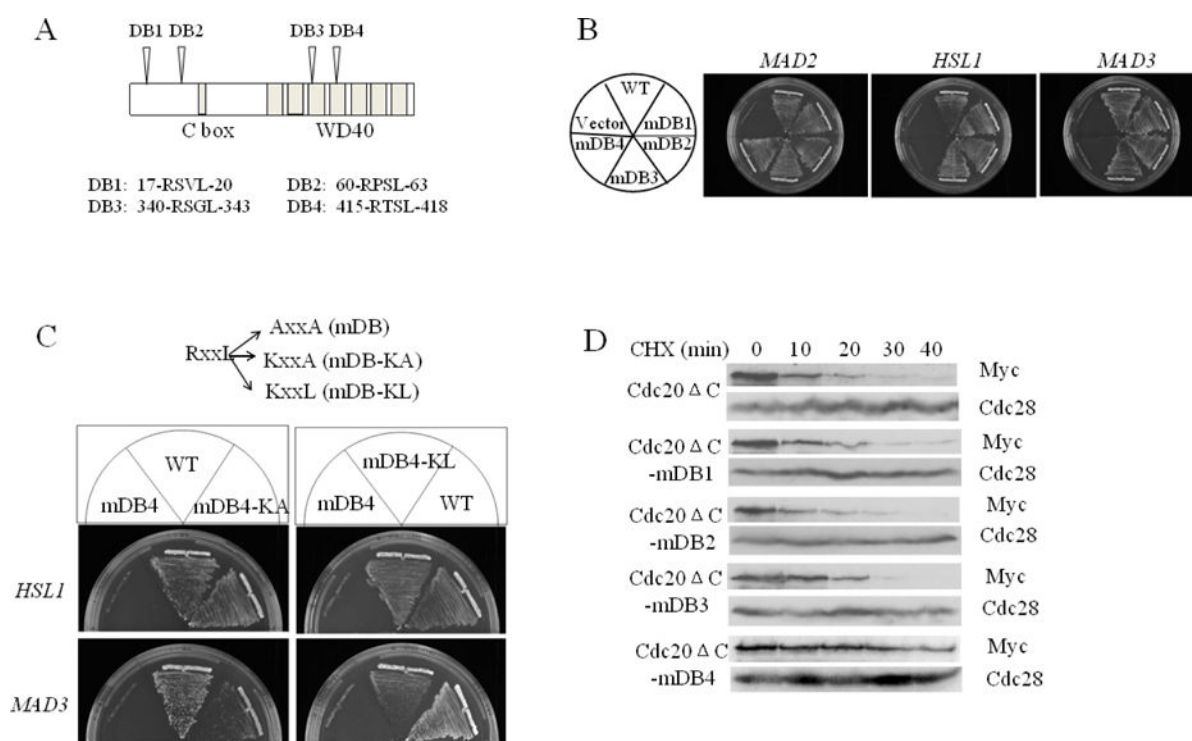 A
DB1 DB2 DB3 DB4
C box WD40
DB1: 17-RSVL-20 DB2: 60-RPSL-63
DB3: 340-RSGL-343 DB4: 415-RTSL-418
B
MAD2 HSL1 MAD3
WT
Vector mDB1
mDB4 mDB2
mDB3
C
AxxA (mDB)
RxxL KxxA (mDB-KA)
KxxL (mDB-KL)
WT mDB4-KL
mDB4 mDB4-KA mDB4 WT
HSL1
MAD3
D
CHX (min) 0 10 20 30 40
Cdc20 Δ C Myc
Cdc28
Cdc20 Δ C Myc
-mDB1 Cdc28
Cdc20 Δ C Myc
-mDB2 Cdc28
Cdc20 Δ C Myc
-mDB3 Cdc28
Cdc20 Δ C Myc
-mDB4 Cdc28